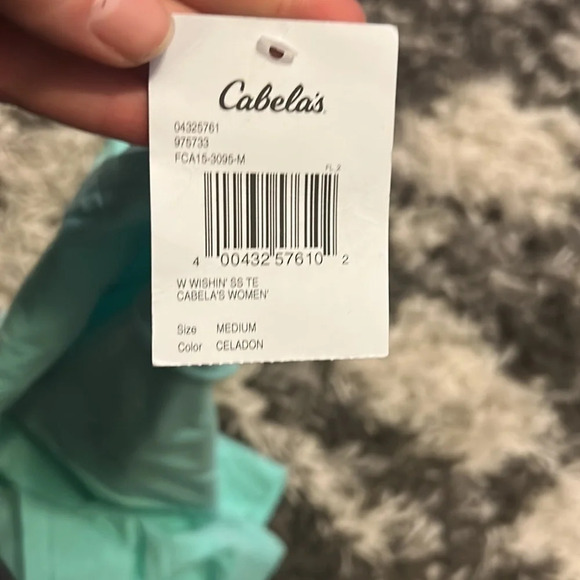 Cabela's
04325761
975733
FCA15-3095-M
FL 2
4 00432 57610 2
W WISHIN' SS TE
CABELA'S WOMEN'
Size MEDIUM
Color CELADON